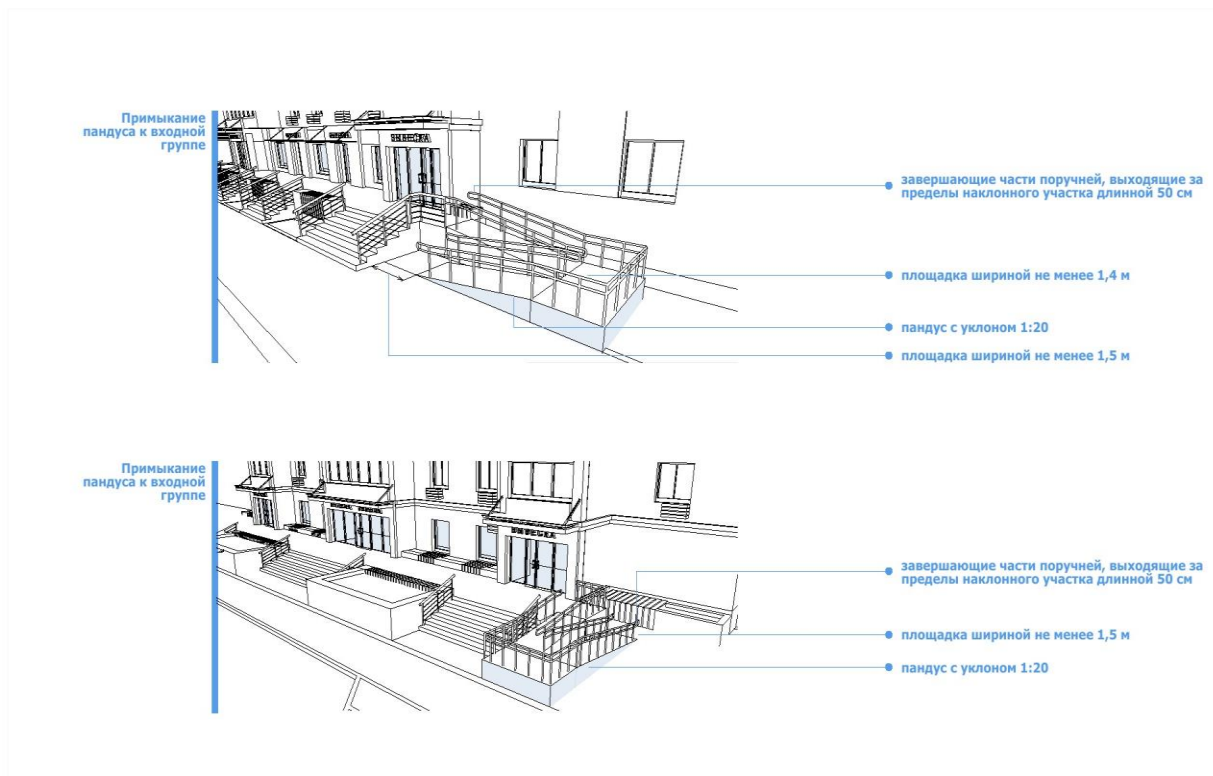 Примыкание
пандуса к входной
группе
ВЫВЕСКА
завершающие части поручней, выходящие за
пределы наклонного участка длинной 50 см
площадка шириной не менее 1,4 м
пандус с уклоном 1:20
площадка шириной не менее 1,5 м
Примыкание
пандуса к входной
группе
ВЫВЕСКА
завершающие части поручней, выходящие за
пределы наклонного участка длинной 50 см
площадка шириной не менее 1,5 м
пандус с уклоном 1:20